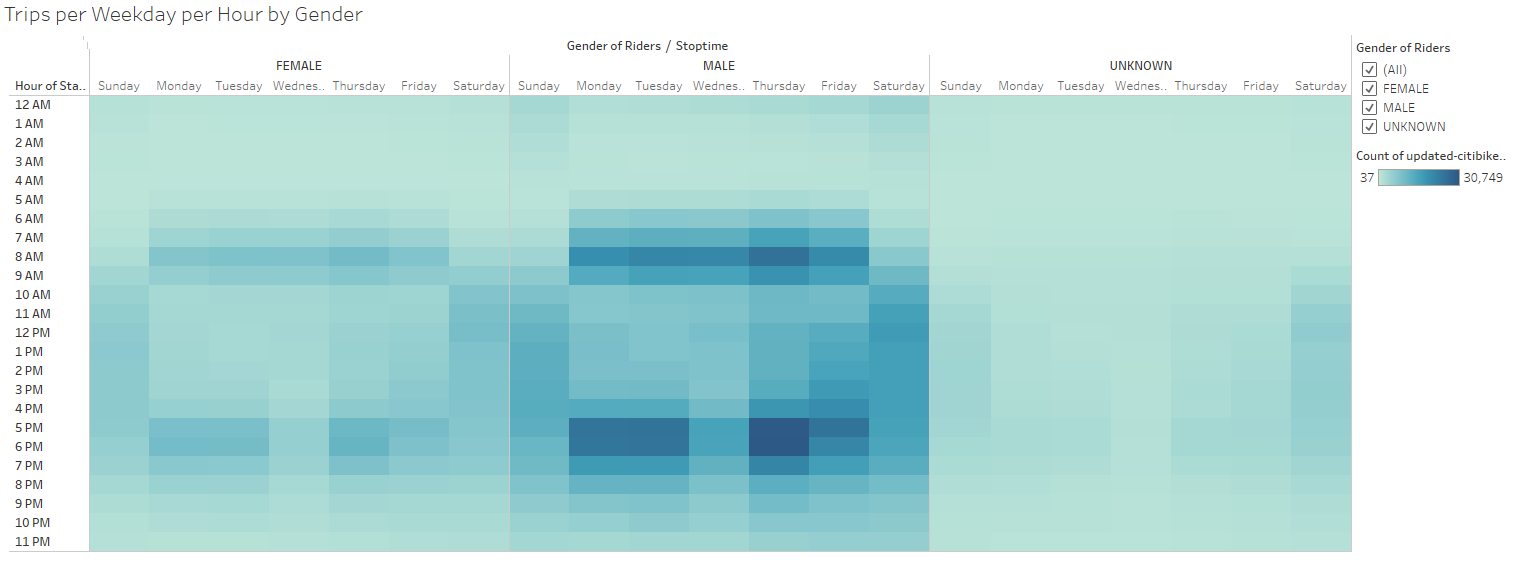 Trips per Weekday per Hour by Gender
Gender of Riders / Stoptime
Gender of Riders
FEMALE MALE UNKNOWN
(All)
FEMALE
MALE
UNKNOWN
Hour of Sta.. Sunday Monday Tuesday Wednes.. Thursday Friday Saturday Sunday Monday Tuesday Wednes.. Thursday Friday Saturday Sunday Monday Tuesday Wednes.. Thursday Friday Saturday
12 AM
1 AM
2 AM
3 AM
4 AM
5 AM
6 AM
7 AM
8 AM
9 AM
10 AM
11 AM
12 PM
1 PM
2 PM
3 PM
4 PM
5 PM
6 PM
7 PM
8 PM
9 PM
10 PM
11 PM
Count of updated-citibike..
37 30,749